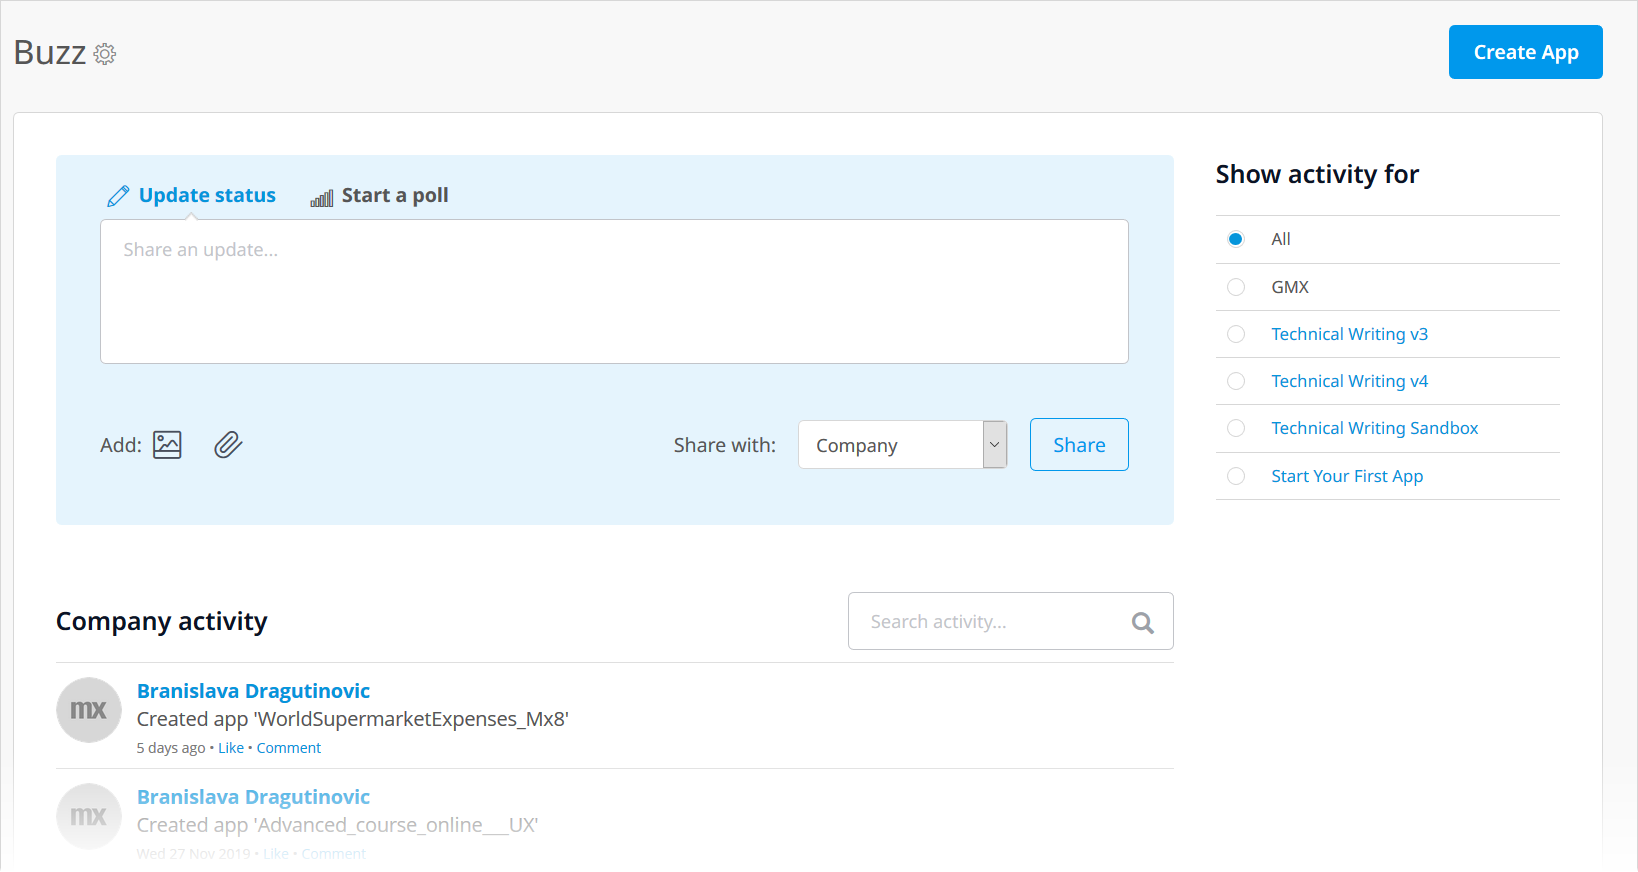 Buzz
Create App
Update status
Start a poll
Share an update...
Add:
Share with:
Company
Share
Show activity for
All
GMX
Technical Writing v3
Technical Writing v4
Technical Writing Sandbox
Start Your First App
Company activity
Search activity...
mx
Branislava Dragutinovic
Created app 'WorldSupermarketExpenses_Mx8'
5 days ago • Like • Comment
mx
Branislava Dragutinovic
Created app 'Advanced_course_online___UX'
Wed 27 Nov 2019 • Like • Comment